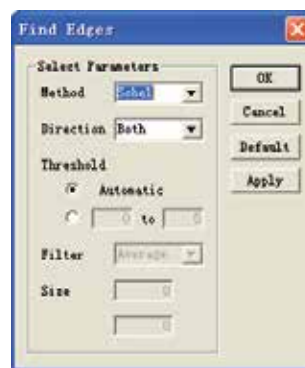 Find Edges
Select Parameters
Method Sobel
Direction Both
Threshold
Automatic
0 to
Filter Average
Size 0
0
OK
Cancel
Default
Apply